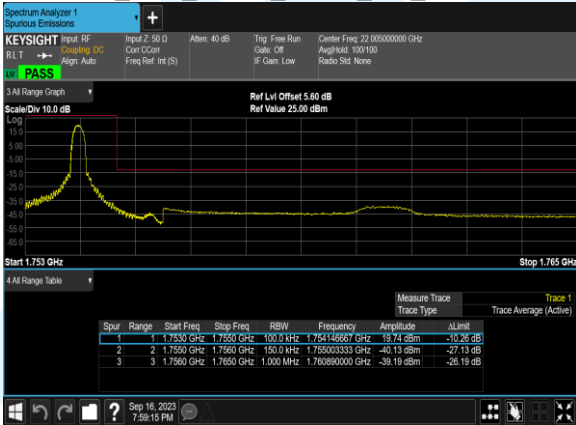 Spectrum Analyzer 1
Spurious Emissions
+
KEYSIGHT Input: RF Input Z: 50 Ω Atten: 40 dB Trig: Free Run Center Freq: 22.005000000 GHz
RLT Coupling: DC Corr CCorr Gate: Off Avg|Hold: 100/100
Align: Auto Freq Ref: Int (S) IF Gain: Low Radio Std: None
LW PASS
3 All Range Graph
Ref Lvl Offset 5.60 dB
Scale/Div 10.0 dB Ref Value 25.00 dBm
Log
15.0
5.00
-5.00
-15.0
-25.0
-35.0
-45.0
-55.0
-65.0
Start 1.753 GHz Stop 1.765 GHz
4 All Range Table
Measure Trace Trace 1
Trace Type Trace Average (Active)
Spur Range Start Freq Stop Freq RBW Frequency Amplitude ΔLimit
1 1 1.7530 GHz 1.7550 GHz 100.0 kHz 1.754146667 GHz 19.74 dBm -10.26 dB
2 2 1.7550 GHz 1.7560 GHz 150.0 kHz 1.755003333 GHz -40.13 dBm -27.13 dB
3 3 1.7560 GHz 1.7650 GHz 1.000 MHz 1.760890000 GHz -39.19 dBm -26.19 dB
? Sep 16, 2023
7:59:15 PM